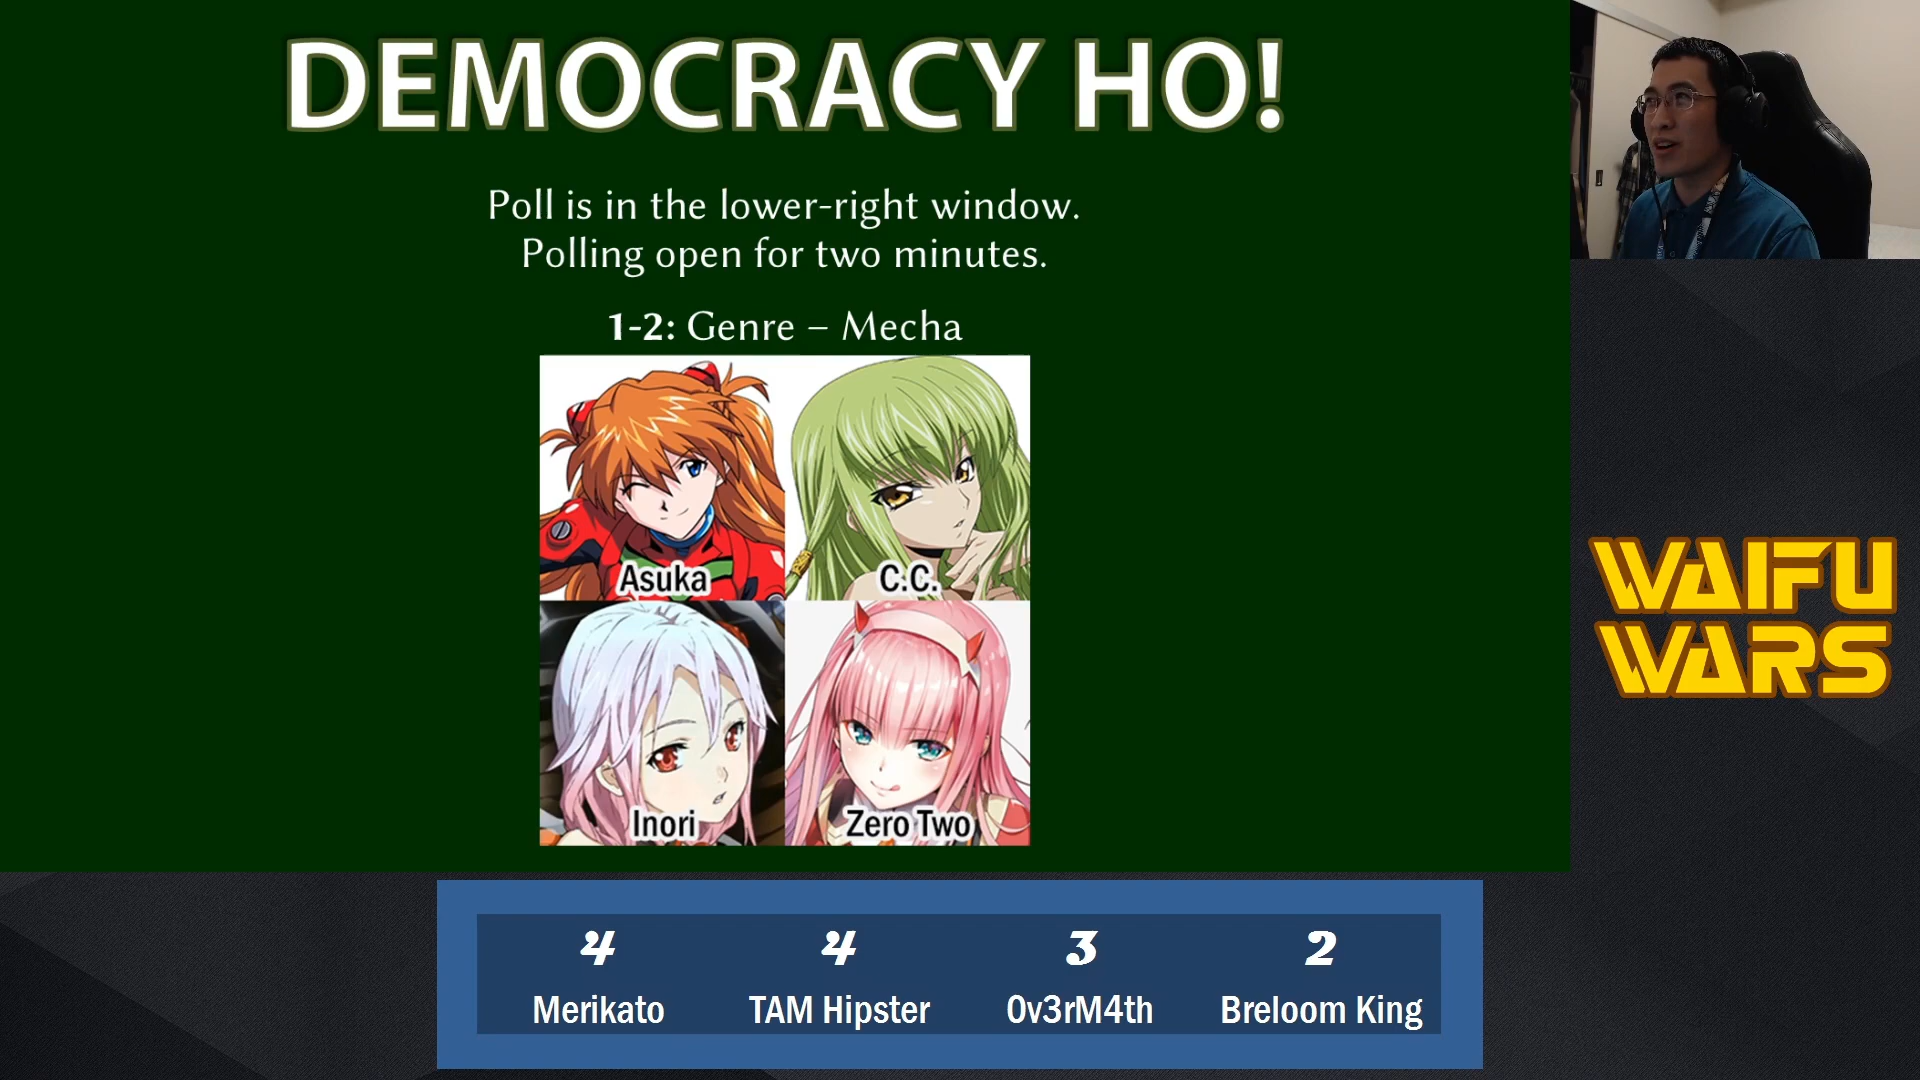 DEMOCRACY HO!
Poll is in the lower-right window.
Polling open for two minutes.
1-2: Genre – Mecha
Asuka
C.C.
Inori
Zero Two
WAIFU
WARS
4
4
3
2
Merikato
TAM Hipster
0v3rM4th
Breloom King